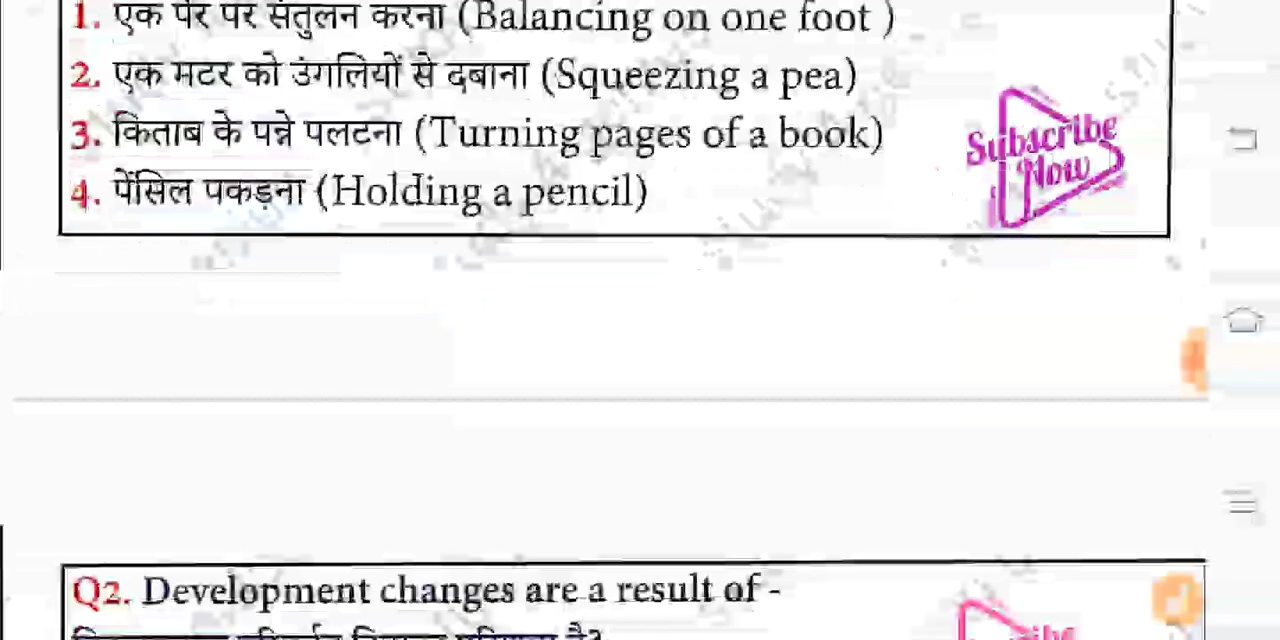 1. एक पैर पर संतुलन करना (Balancing on one foot )
2. एक मटर को उंगलियों से दबाना (Squeezing a pea)
3. किताब के पन्ने पलटना (Turning pages of a book)
4. पेंसिल पकड़ना (Holding a pencil)
Subscribe
Now
Q2. Development changes are a result of -